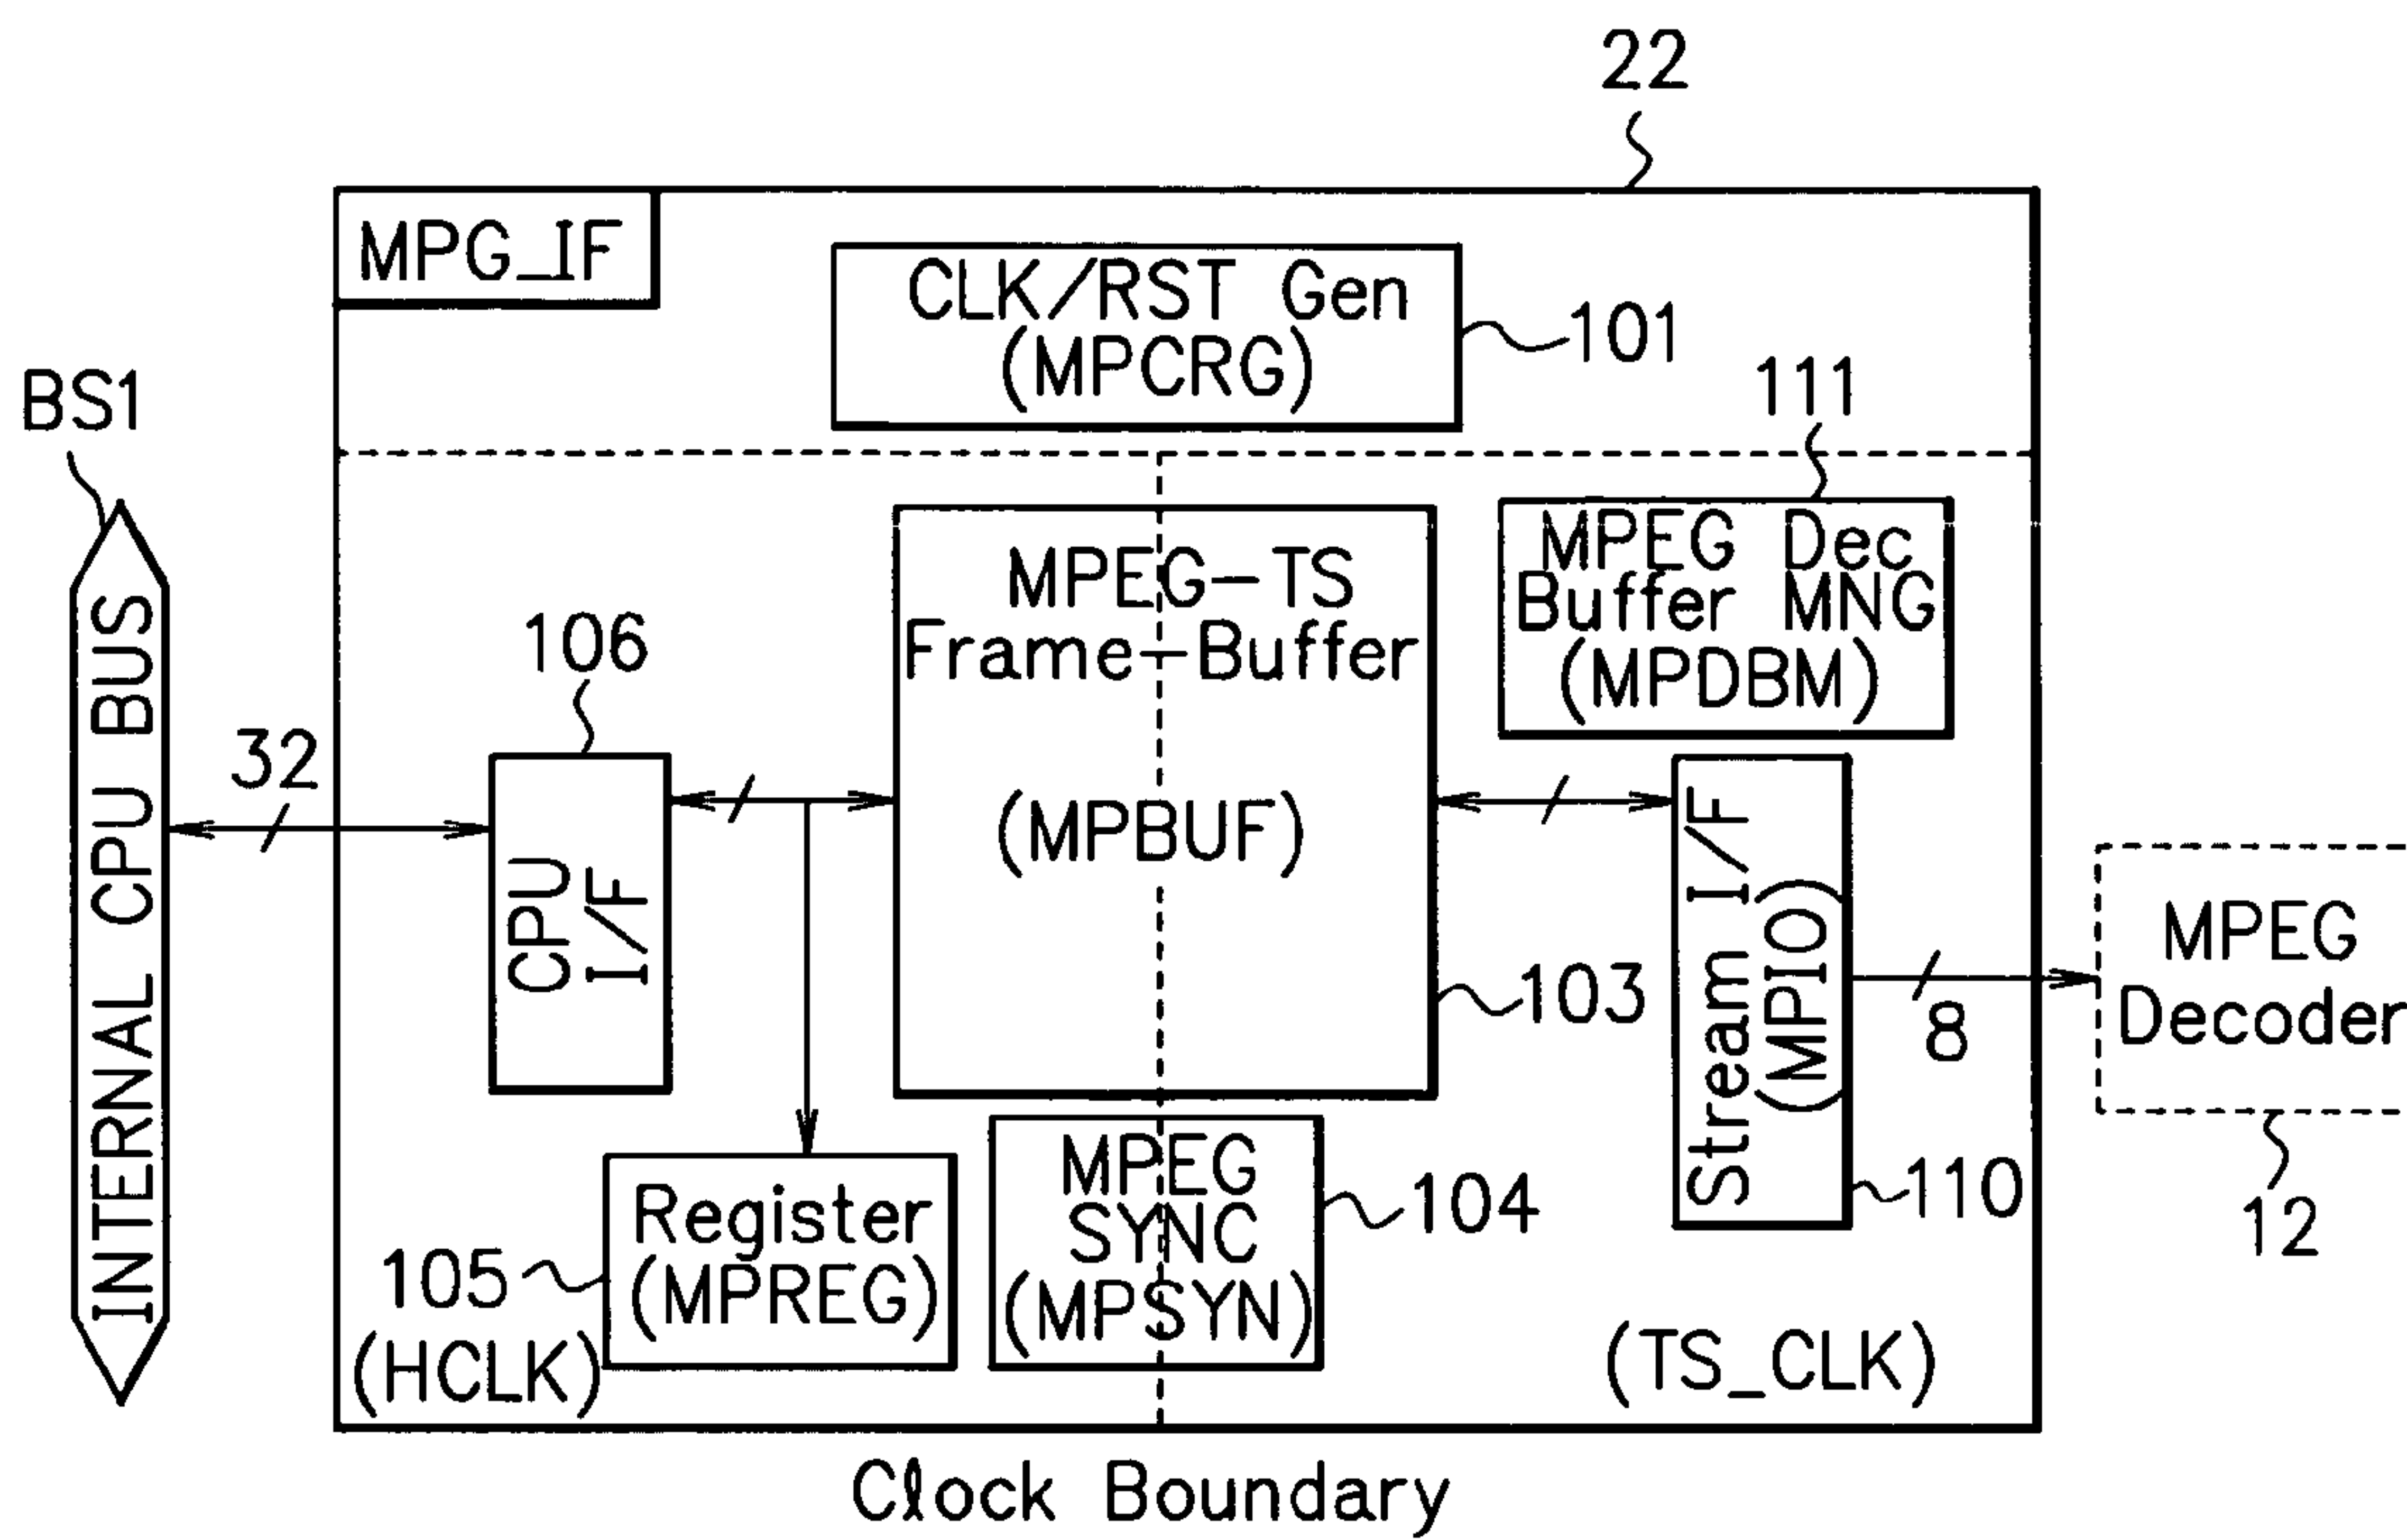 22
MPG_IF
CLK/RST Gen
(MPCRG)
101
111
BS1
INTERNAL CPU BUS
32
106
CPU
I/F
MPEG-TS
Frame-Buffer
(MPBUF)
103
MPEG Dec
Buffer MNG
(MPDBM)
Stream I/F
(MPIO)
110
8
MPEG
Decoder
12
Register
(MPREG)
105
(HCLK)
MPEG
SYNC
(MPSYN)
104
(TS_CLK)
Clock Boundary